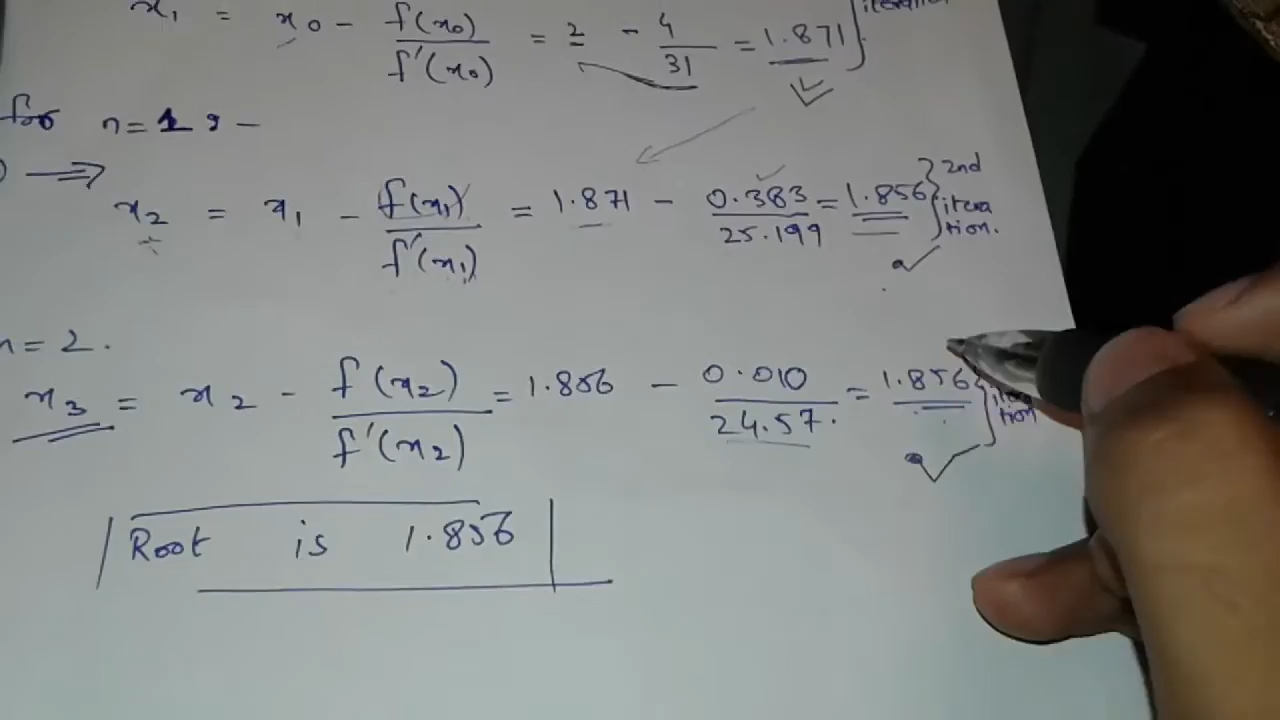 x₁ = x₀ - f(x₀)/f'(x₀) = 2 - 4/31 = 1.871 } iteration
for n=1 :-
⟹
x₂ = x₁ - f(x₁)/f'(x₁) = 1.871 - 0.383/25.199 = 1.856 } 2nd itera tion.
n=2.
x₃ = x₂ - f(x₂)/f'(x₂) = 1.856 - 0.010/24.57. = 1.856 } iteration
Root is 1.856